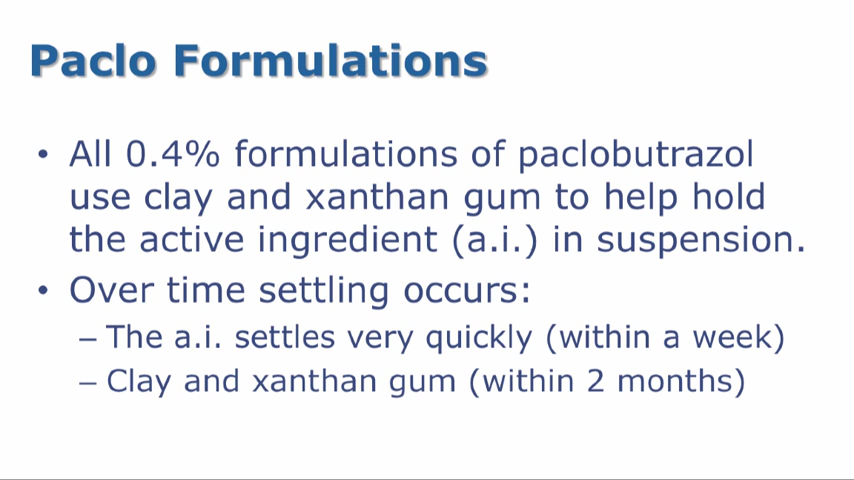 Paclo Formulations
• All 0.4% formulations of paclobutrazol
use clay and xanthan gum to help hold
the active ingredient (a.i.) in suspension.
• Over time settling occurs:
– The a.i. settles very quickly (within a week)
– Clay and xanthan gum (within 2 months)